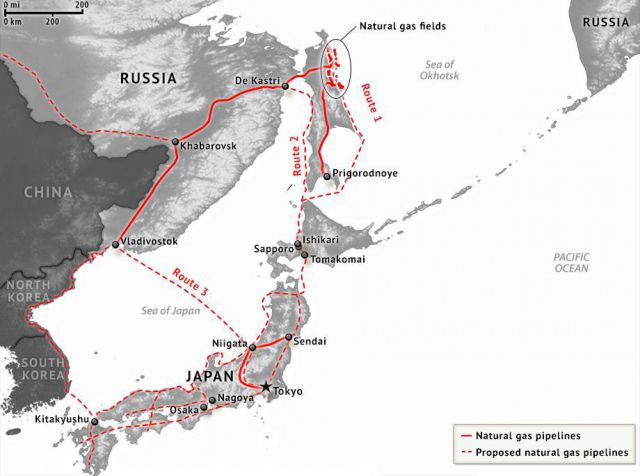 0 mi 200
0 km 200
Natural gas fields
RUSSIA
Sea of
Okhotsk
RUSSIA
De Kastri
Route 1
Route 2
Khabarovsk
Prigorodnoye
CHINA
Vladivostok
Ishikari
Sapporo
Tomakomai
PACIFIC
OCEAN
Route 3
NORTH
KOREA
Sea of Japan
Niigata
Sendai
SOUTH
KOREA
JAPAN
Tokyo
Nagoya
Osaka
Kitakyushu
Natural gas pipelines
Proposed natural gas pipelines